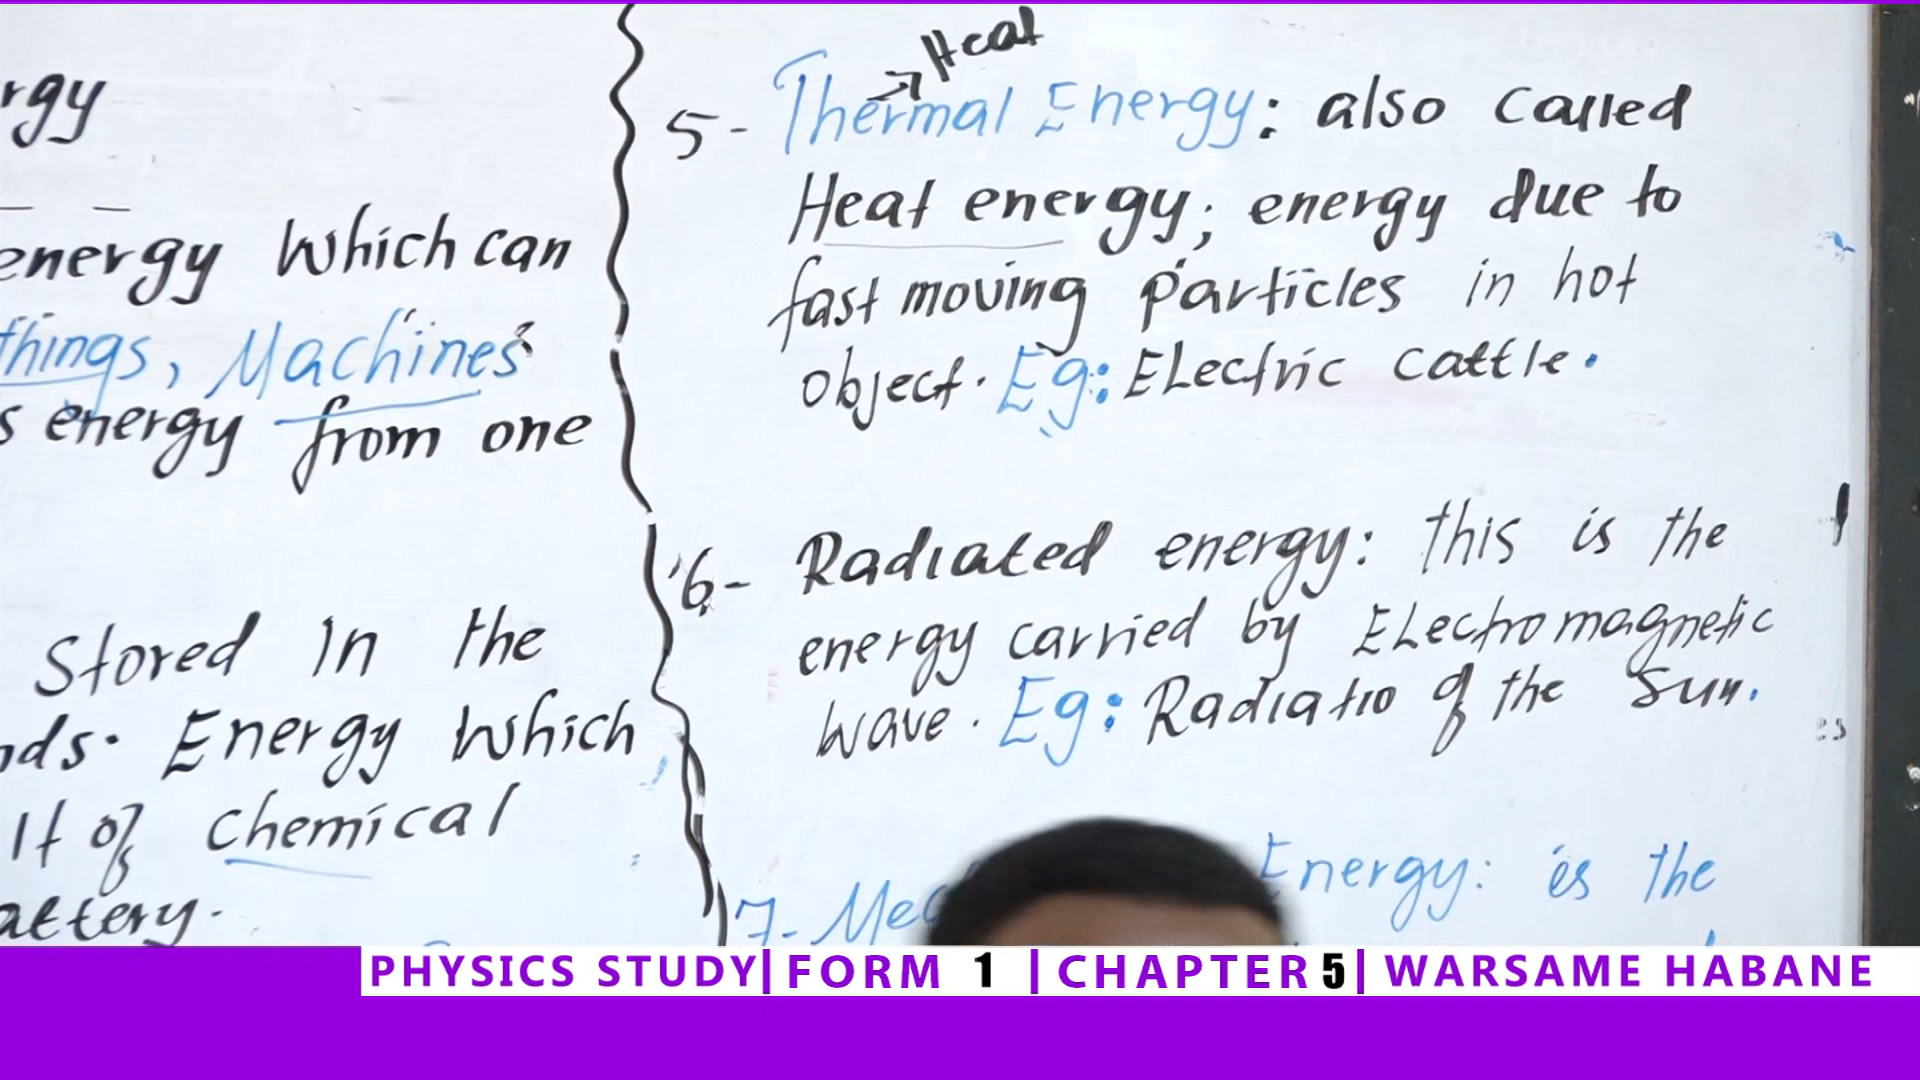 rgy
energy which can
things, Machines
s energy from one
Stored in the
nds. Energy which
lt of chemical
attery.
Heat
5- Thermal Energy: also called
Heat energy; energy due to
fast moving particles in hot
object. Eg: Electric cattle.
6- Radiated energy: this is the
energy carried by Electromagnetic
wave. Eg: Radiatio of the Sun.
7- Mec Energy: is the
PHYSICS STUDY| FORM 1 | CHAPTER 5 | WARSAME HABANE